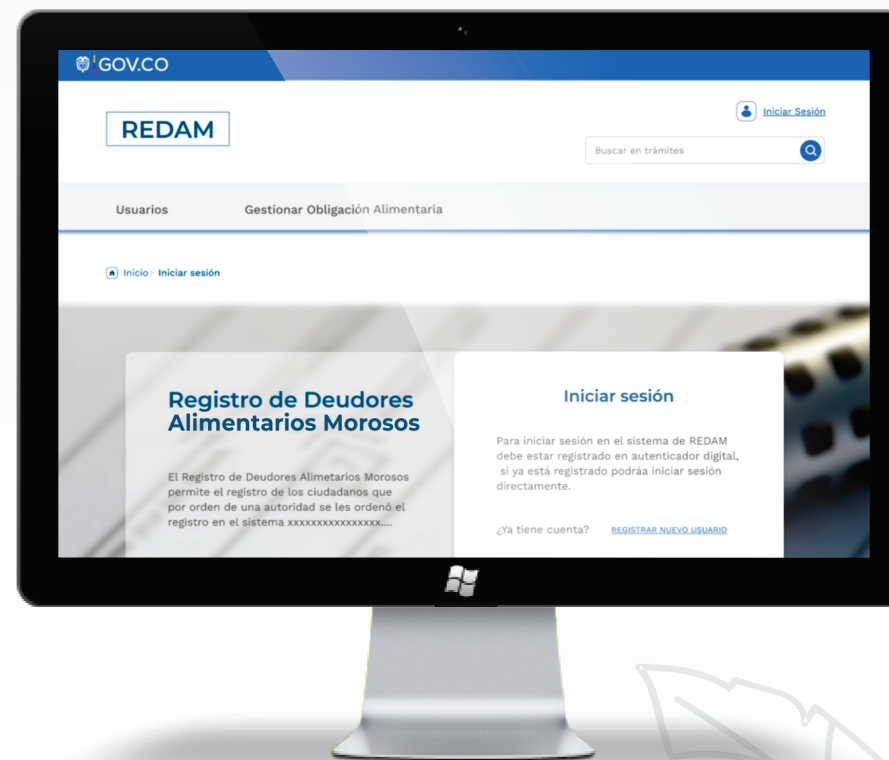 GOV.CO
REDAM
Iniciar Sesión
Buscar en trámites
Usuarios
Gestionar Obligación Alimentaria
Inicio › Iniciar sesión
Registro de Deudores
Alimentarios Morosos
El Registro de Deudores Alimetarios Morosos
permite el registro de los ciudadanos que
por orden de una autoridad se les ordenó el
registro en el sistema xxxxxxxxxxxxxxx....
Iniciar sesión
Para iniciar sesión en el sistema de REDAM
debe estar registrado en autenticador digital,
si ya está registrado podráa iniciar sesión
directamente.
¿Ya tiene cuenta? REGISTRAR NUEVO USUARIO